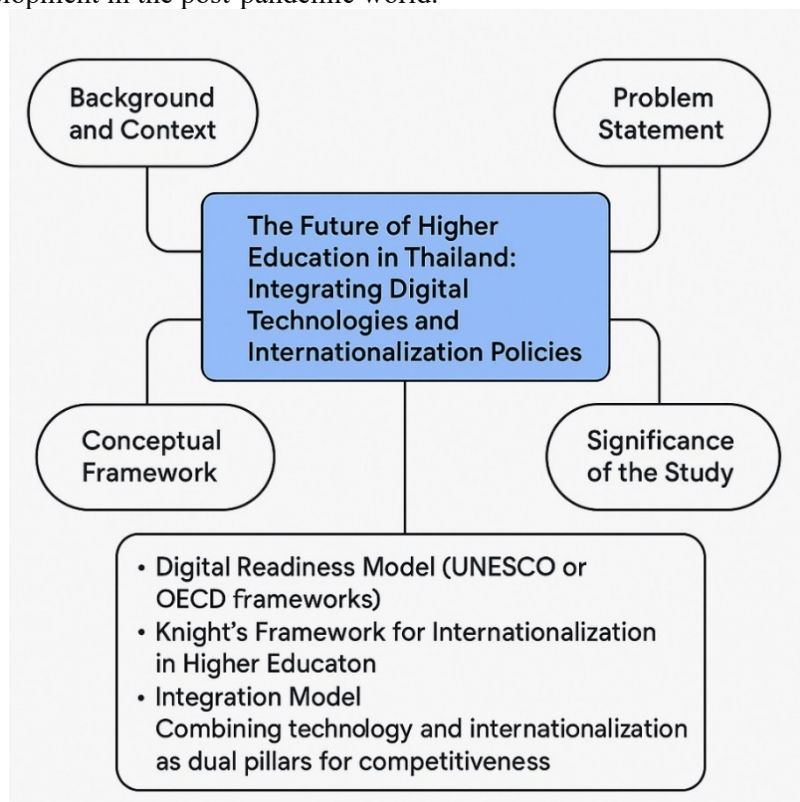 development in the post-pandemic world.
Background
and Context
Problem
Statement
The Future of Higher
Education in Thailand:
Integrating Digital
Technologies and
Internationalization Policies
Conceptual
Framework
Significance
of the Study
• Digital Readiness Model (UNESCO or
OECD frameworks)
• Knight's Framework for Internationalization
in Higher Educaton
• Integration Model
Combining technology and internationalization
as dual pillars for competitiveness